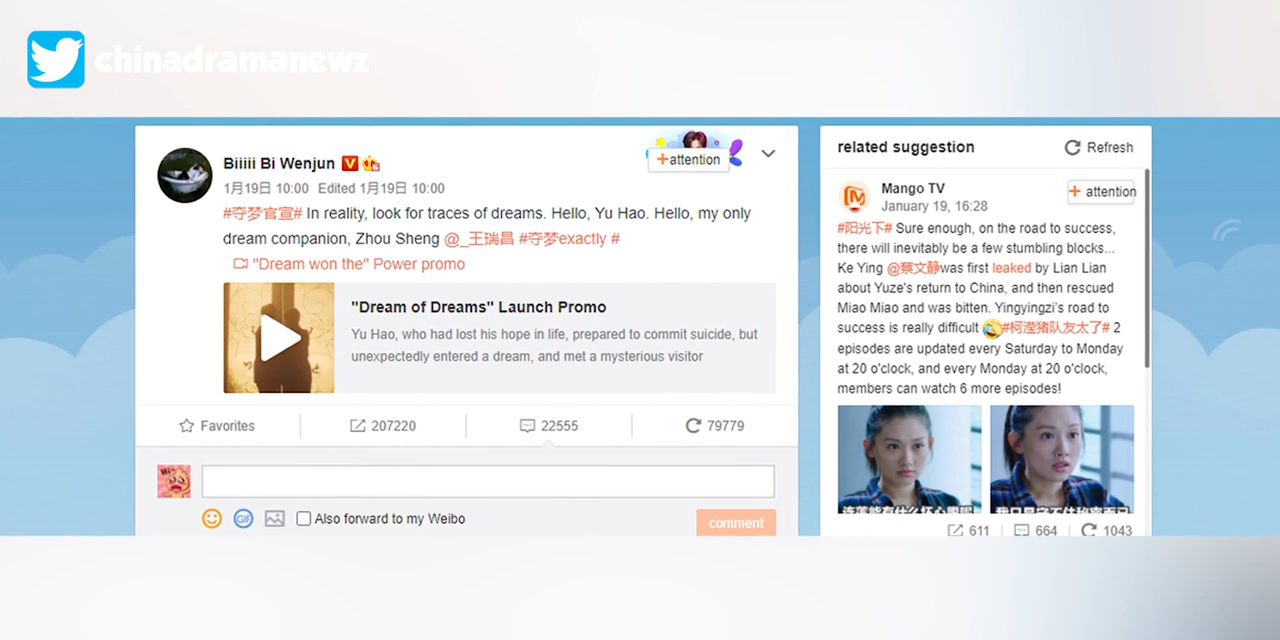 chinadramanewz
Biiiii Bi Wenjun
+attention
1月19日 10:00 Edited 1月19日 10:00
#夺梦官宣# In reality, look for traces of dreams. Hello, Yu Hao. Hello, my only
dream companion, Zhou Sheng @_王瑞昌 #夺梦exactly #
"Dream won the" Power promo
"Dream of Dreams" Launch Promo
Yu Hao, who had lost his hope in life, prepared to commit suicide, but
unexpectedly entered a dream, and met a mysterious visitor
Favorites
207220
22555
79779
GIF
Also forward to my Weibo
comment
related suggestion
Refresh
Mango TV
+ attention
January 19, 16:28
#阳光下# Sure enough, on the road to success,
there will inevitably be a few stumbling blocks...
Ke Ying @蔡文静was first leaked by Lian Lian
about Yuze's return to China, and then rescued
Miao Miao and was bitten. Yingyingzi's road to
success is really difficult #柯滢猪队友太了# 2
episodes are updated every Saturday to Monday
at 20 o'clock, and every Monday at 20 o'clock,
members can watch 6 more episodes!
611
664
1043